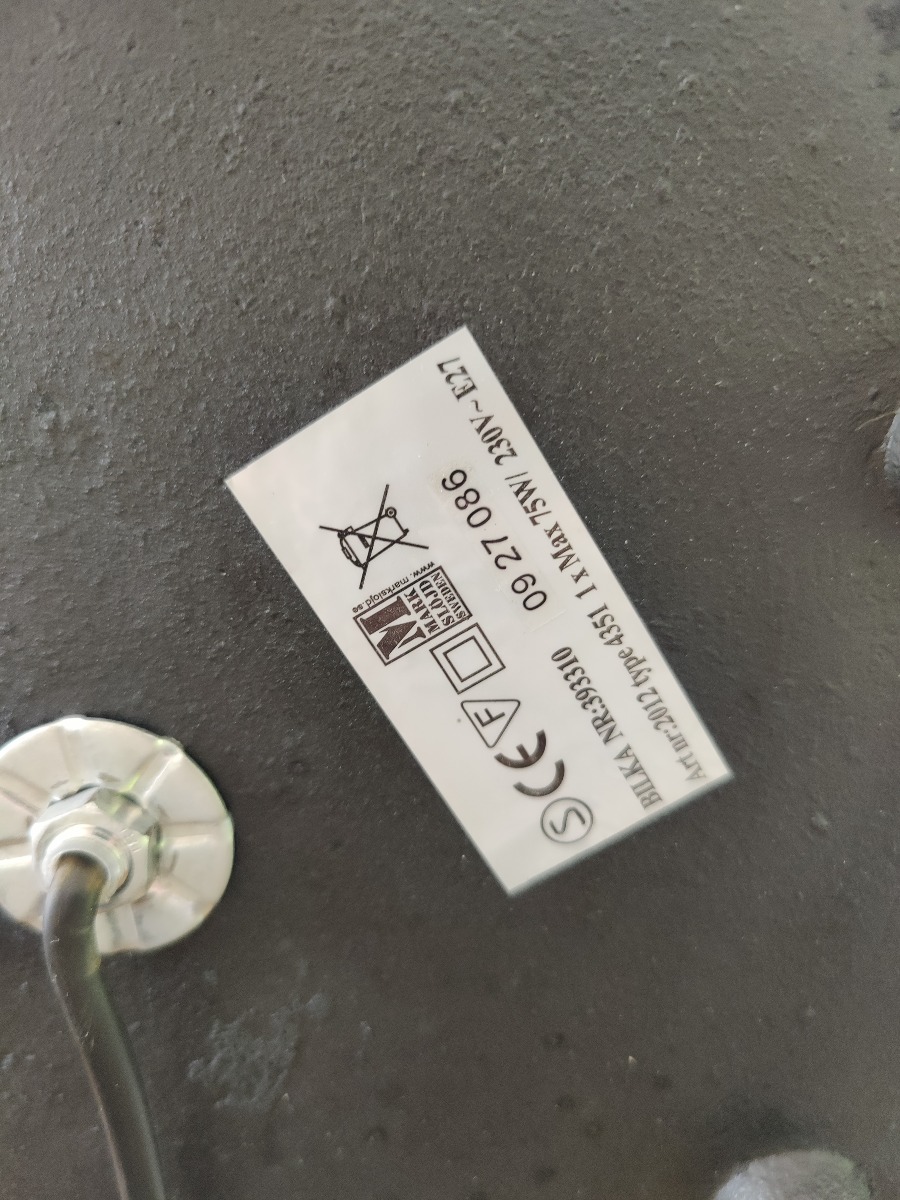 Art nr:2012 type 4351 1 x Max 75W/ 230V~ E27
BILKA NR:393310
09 27 086
S CE F
M
MARK
SLÖJD
SWEDEN
www.markslojd.se